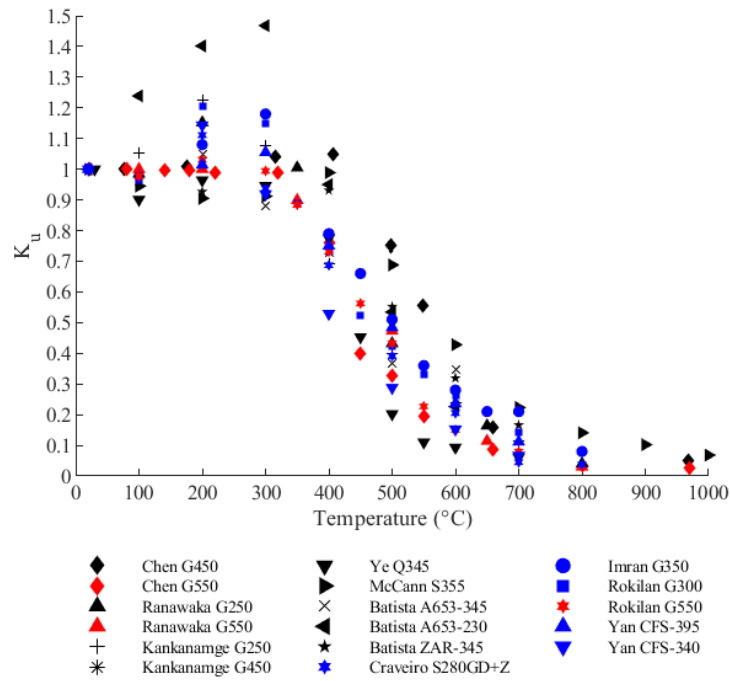 1.5
1.4
1.3
1.2
1.1
1
0.9
0.8
0.7
0.6
0.5
0.4
0.3
0.2
0.1
0
K_u
0 100 200 300 400 500 600 700 800 900 1000
Temperature (°C)
Chen G450
Chen G550
Ranawaka G250
Ranawaka G550
Kankanamge G250
Kankanamge G450
Ye Q345
McCann S355
Batista A653-345
Batista A653-230
Batista ZAR-345
Craveiro S280GD+Z
Imran G350
Rokilan G300
Rokilan G550
Yan CFS-395
Yan CFS-340